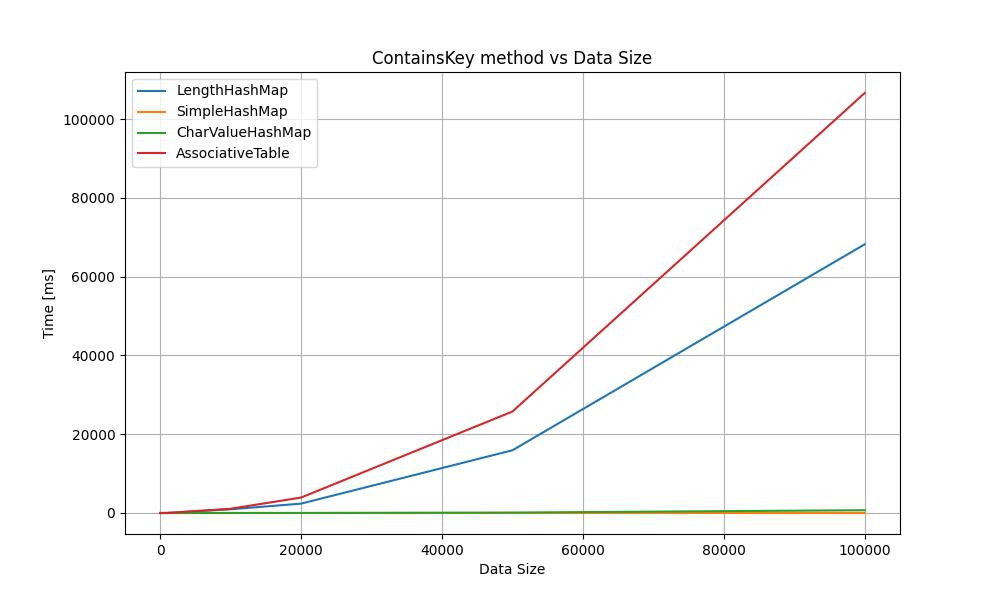 ContainsKey method vs Data Size
LengthHashMap
SimpleHashMap
CharValueHashMap
AssociativeTable
100000
80000
60000
40000
20000
0
Time [ms]
0 20000 40000 60000 80000 100000
Data Size